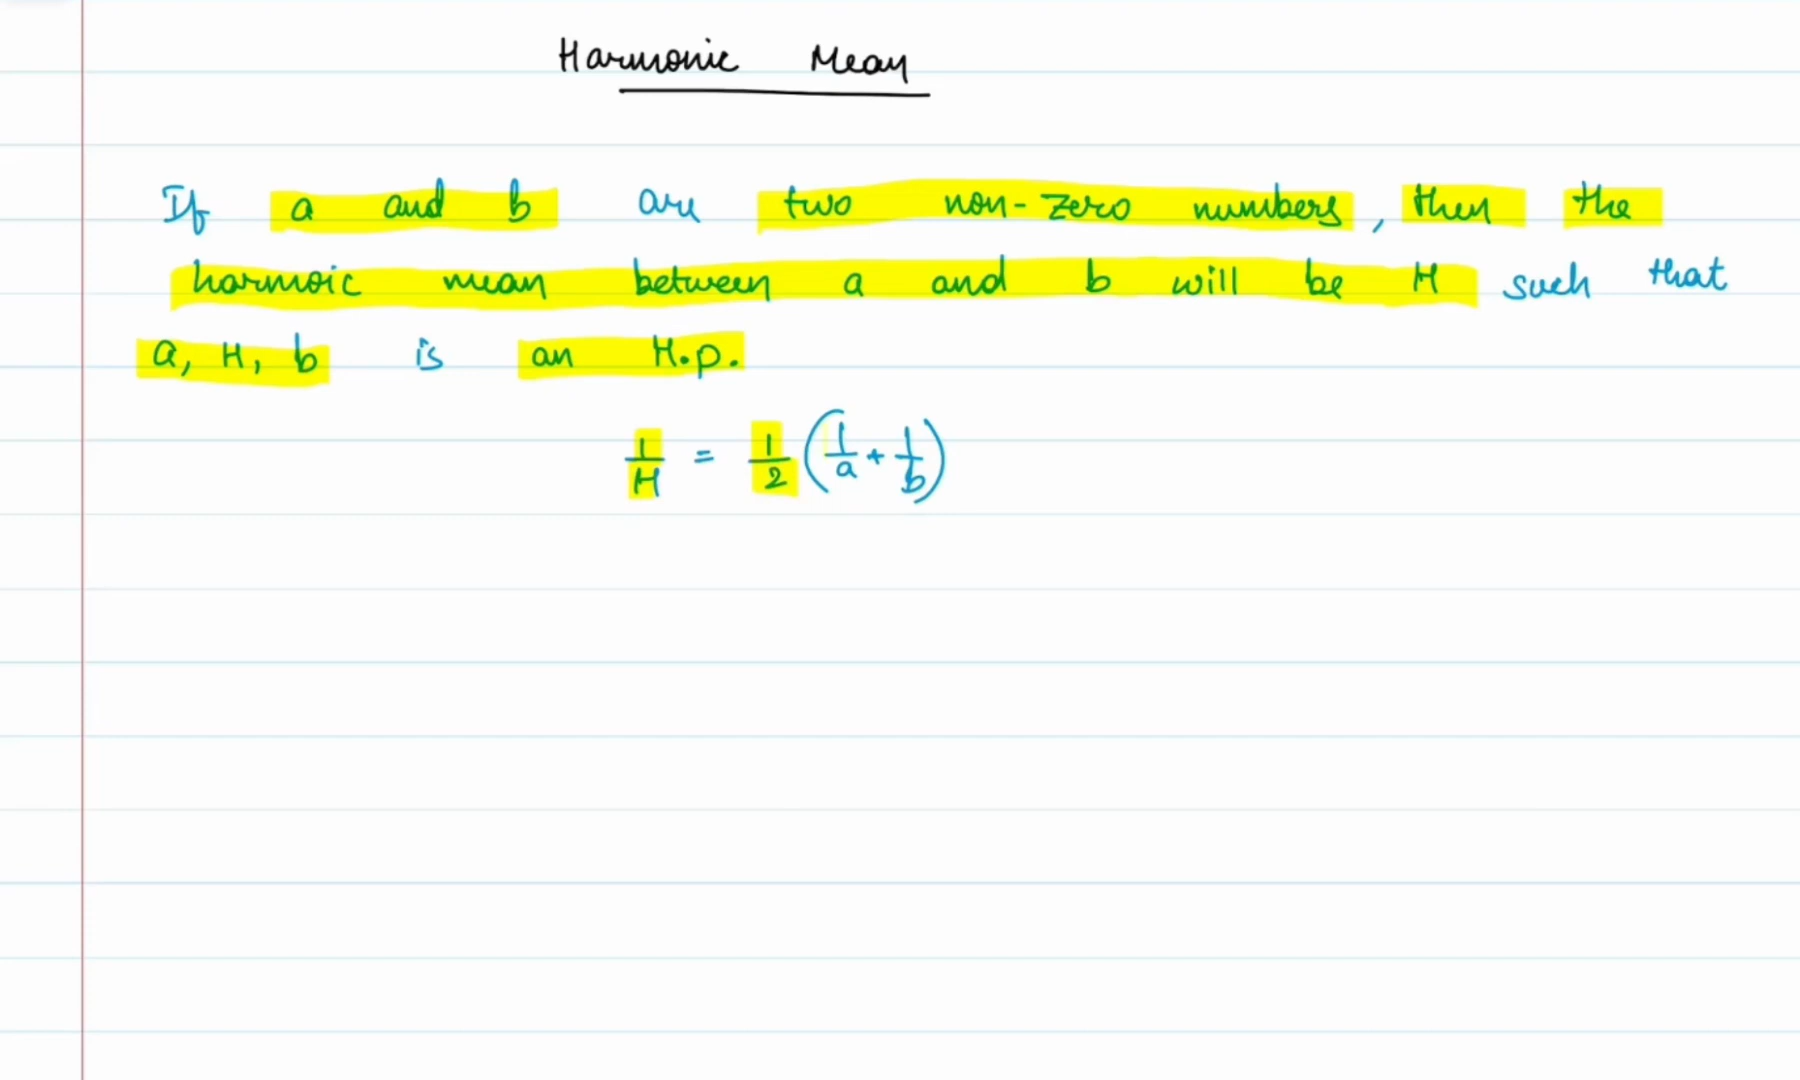 Harmonic Mean
If a and b are two non-zero numbers, then the
harmoic mean between a and b will be H such that
a, H, b is an H.p.
1/H = 1/2 (1/a + 1/b)